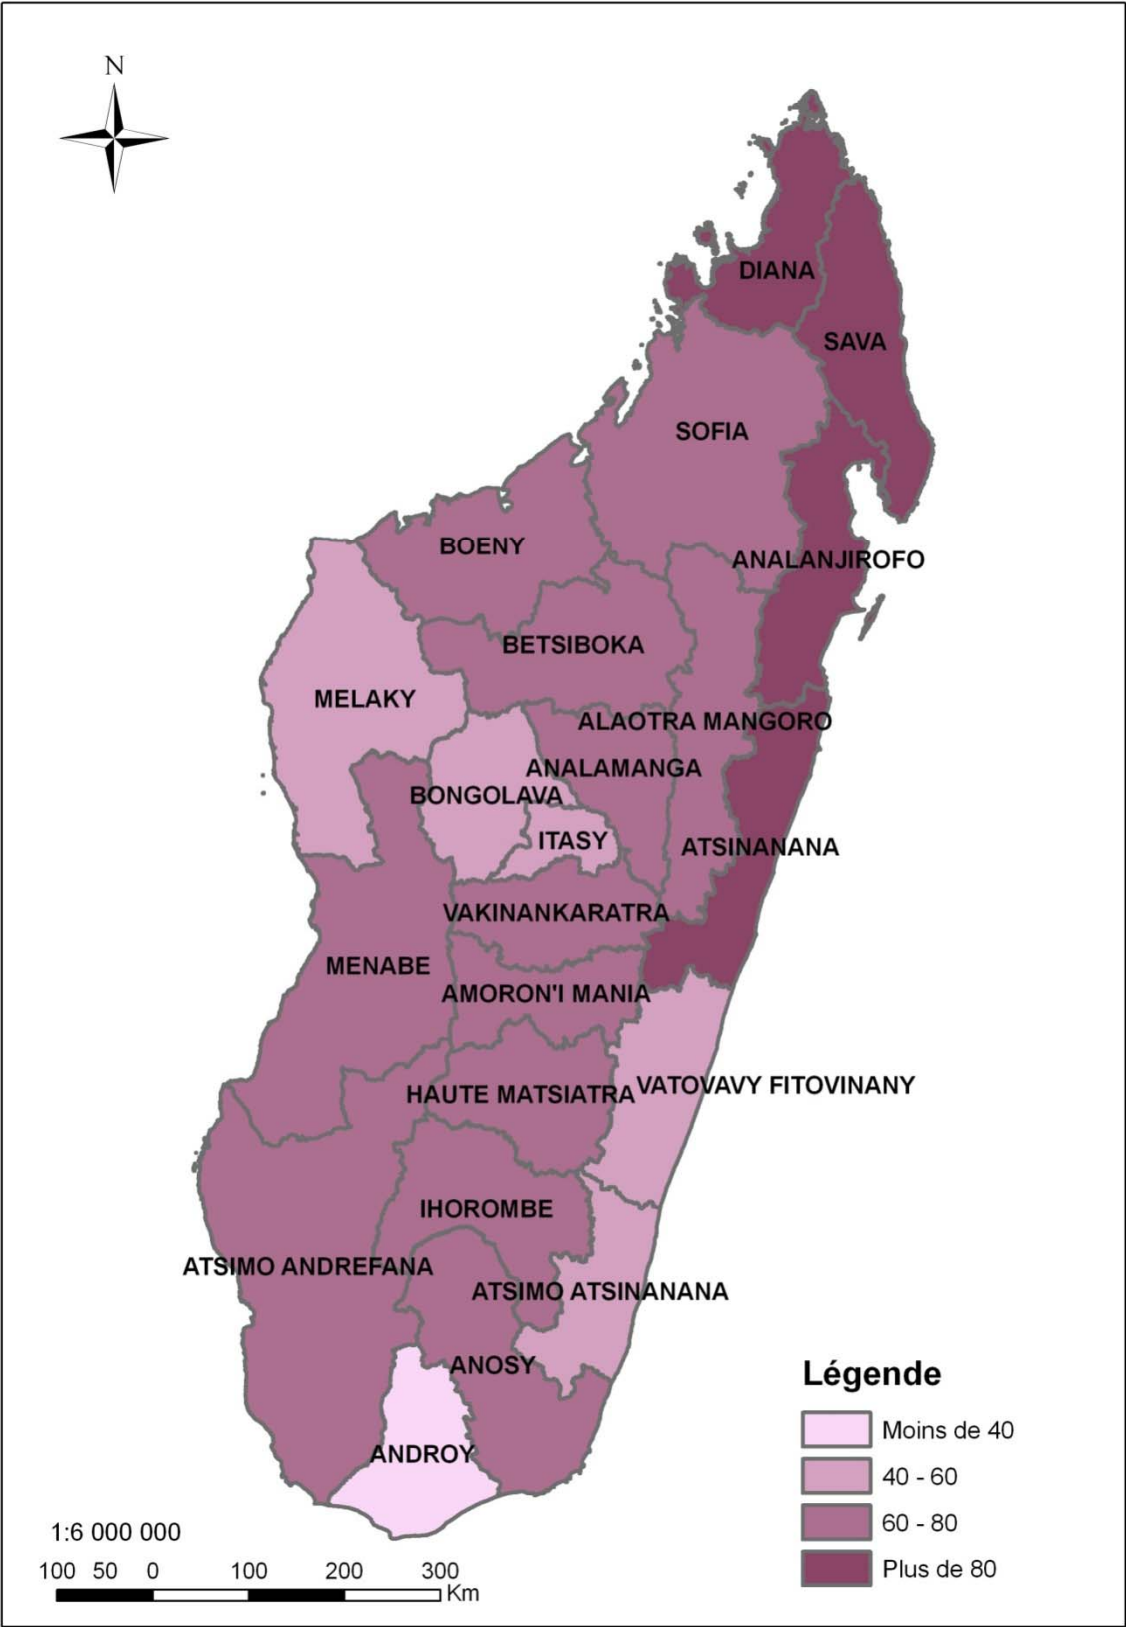 N
DIANA
SAVA
SOFIA
BOENY
ANALANJIROFO
BETSIBOKA
MELAKY
ALAOTRA MANGORO
ANALAMANGA
BONGOLAVA
ITASY
ATSINANANA
VAKINANKARATRA
MENABE
AMORON'I MANIA
VATOVAVY FITOVINANY
HAUTE MATSIATRA
IHOROMBE
ATSIMO ANDREFANA
ATSIMO ATSINANANA
ANOSY
ANDROY
Légende
Moins de 40
40 - 60
60 - 80
Plus de 80
1:6 000 000
100 50 0 100 200 300
Km